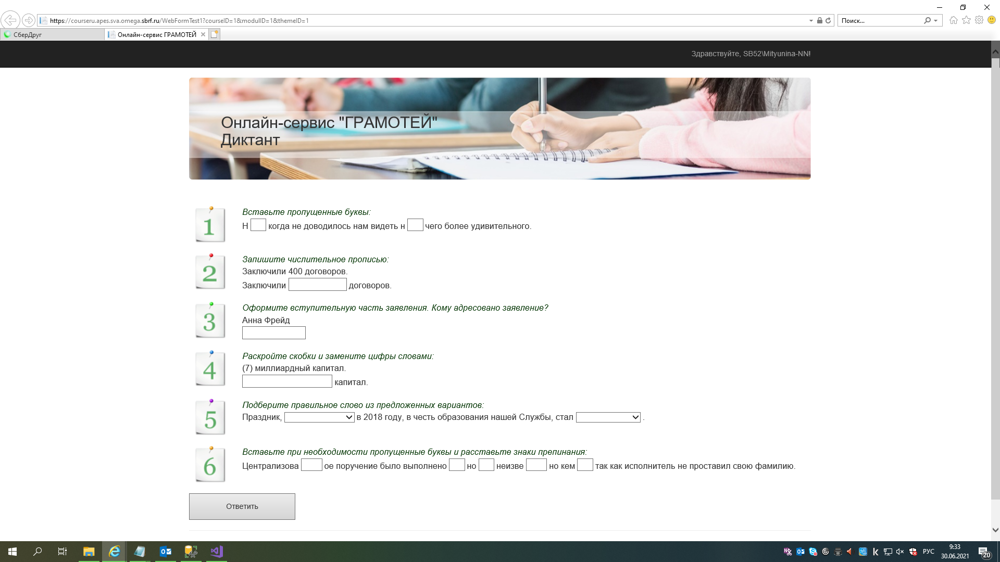 https://courseru.apes.sva.omega.sbrf.ru/WebFormTest1?courseID=1&modulID=1&themeID=1
Поиск...
СберДруг
Онлайн-сервис ГРАМОТЕЙ
Здравствуйте, SB52\Mityunina-NN!
Онлайн-сервис "ГРАМОТЕЙ"
Диктант
1
Вставьте пропущенные буквы:
Н когда не доводилось нам видеть н чего более удивительного.
2
Запишите числительное прописью:
Заключили 400 договоров.
Заключили договоров.
3
Оформите вступительную часть заявления. Кому адресовано заявление?
Анна Фрейд
4
Раскройте скобки и замените цифры словами:
(7) миллиардный капитал.
капитал.
5
Подберите правильное слово из предложенных вариантов:
Праздник, в 2018 году, в честь образования нашей Службы, стал .
6
Вставьте при необходимости пропущенные буквы и расставьте знаки препинания:
Централизова ое поручение было выполнено но неизве но кем так как исполнитель не проставил свою фамилию.
Ответить
РУС
9:33
30.06.2021
20